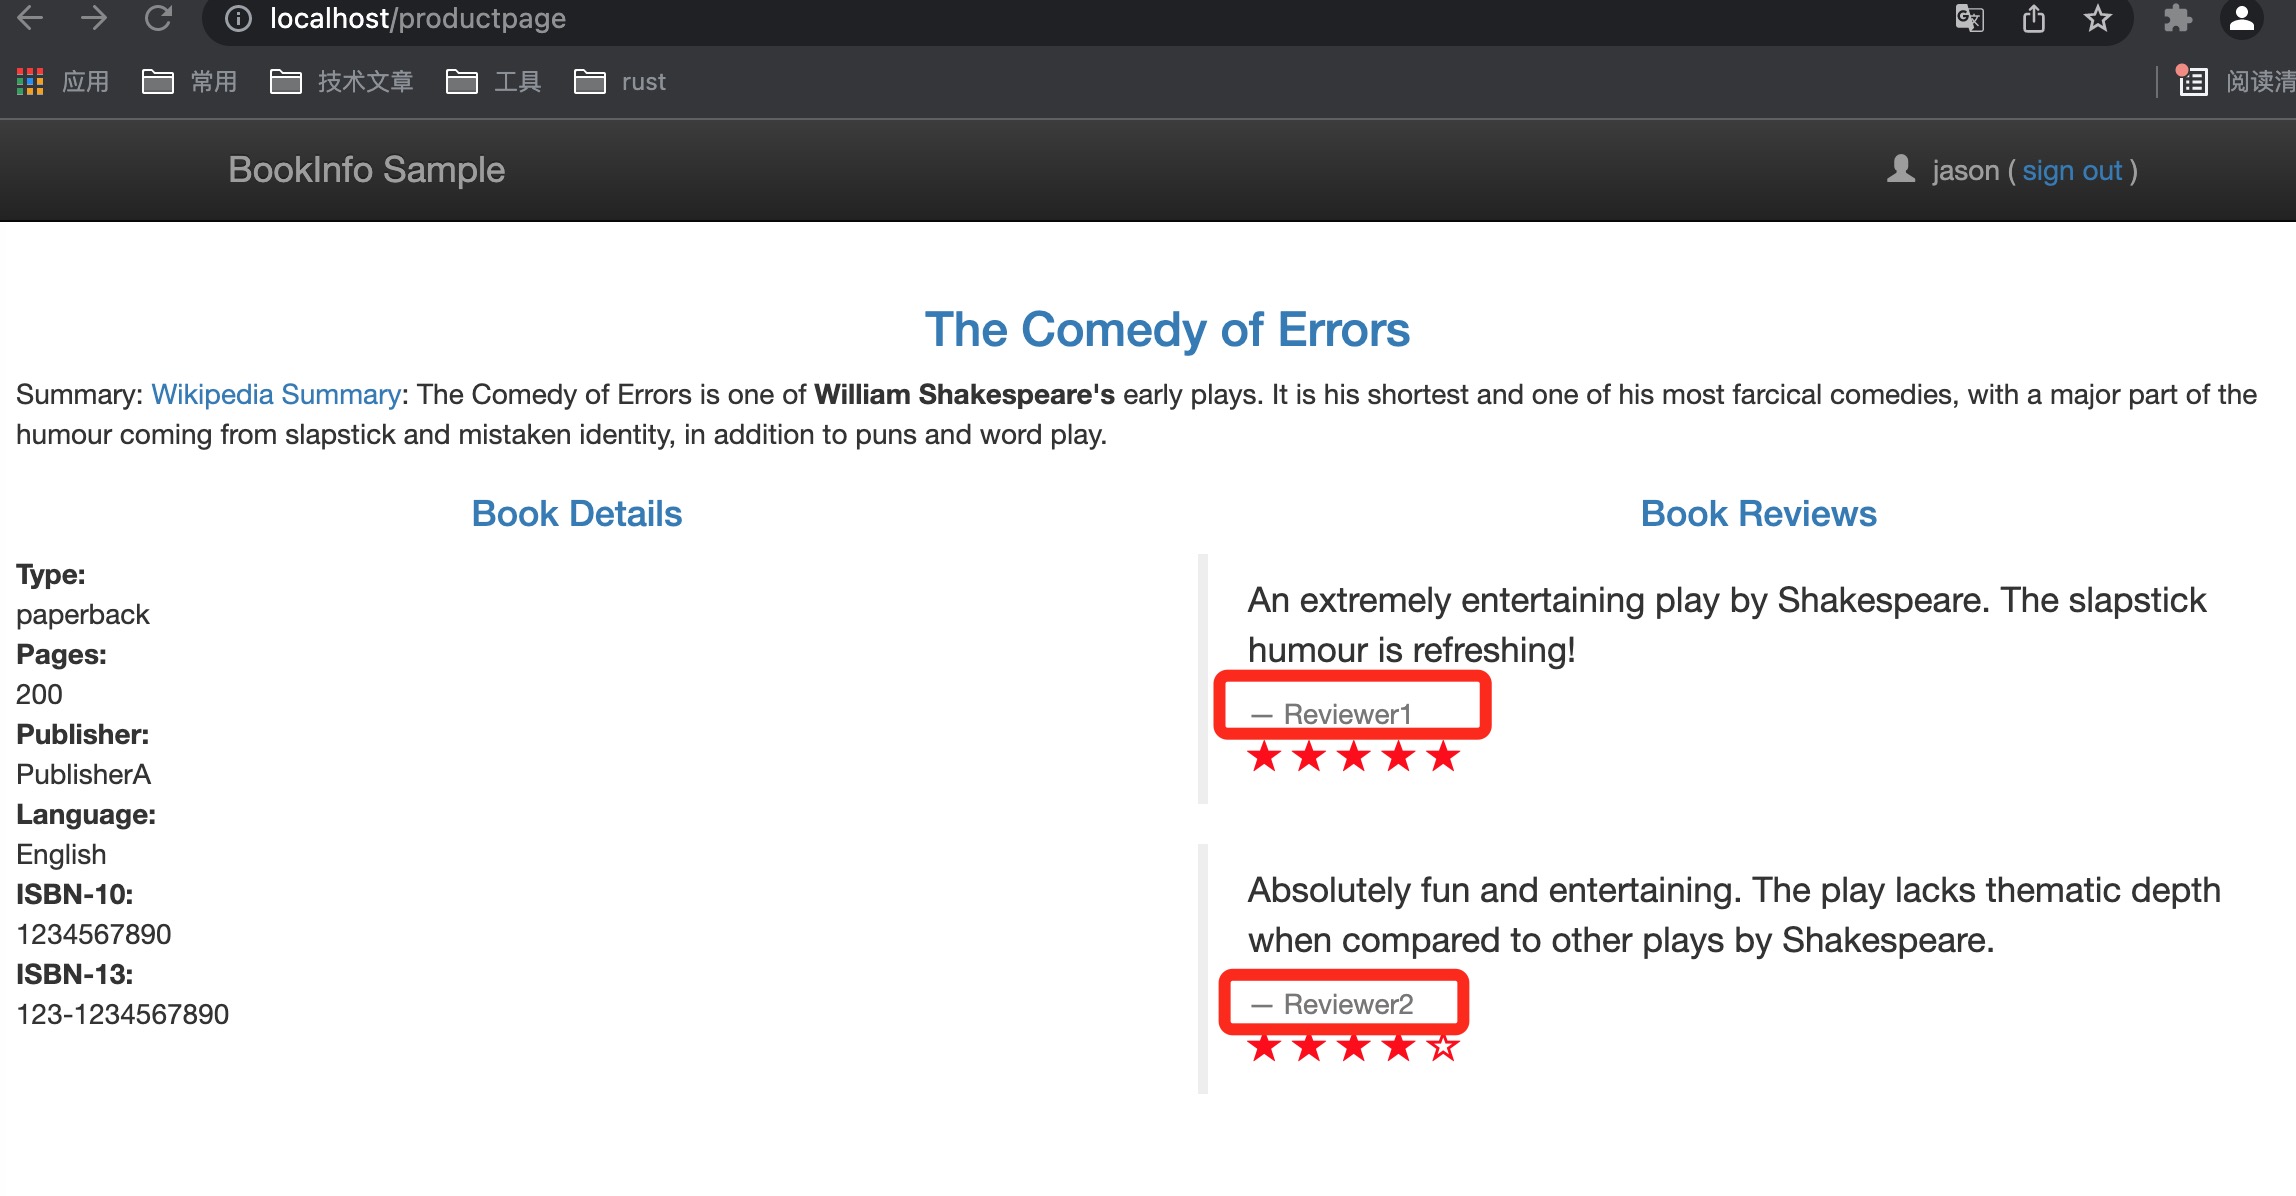 localhost/productpage
应用 常用 技术文章 工具 rust 阅读清
BookInfo Sample jason ( sign out )
The Comedy of Errors
Summary: Wikipedia Summary: The Comedy of Errors is one of William Shakespeare's early plays. It is his shortest and one of his most farcical comedies, with a major part of the
humour coming from slapstick and mistaken identity, in addition to puns and word play.
Book Details
Type:
paperback
Pages:
200
Publisher:
PublisherA
Language:
English
ISBN-10:
1234567890
ISBN-13:
123-1234567890
Book Reviews
An extremely entertaining play by Shakespeare. The slapstick
humour is refreshing!
— Reviewer1
Absolutely fun and entertaining. The play lacks thematic depth
when compared to other plays by Shakespeare.
— Reviewer2